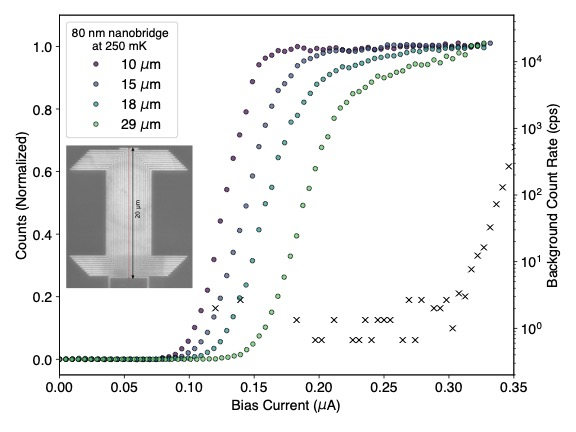 80 nm nanobridge
at 250 mK
10 μm
15 μm
18 μm
29 μm
20 μm
Counts (Normalized)
1.0
0.8
0.6
0.4
0.2
0.0
0.00 0.05 0.10 0.15 0.20 0.25 0.30 0.35
Bias Current (μA)
10⁴
10³
10²
10¹
10⁰
Background Count Rate (cps)